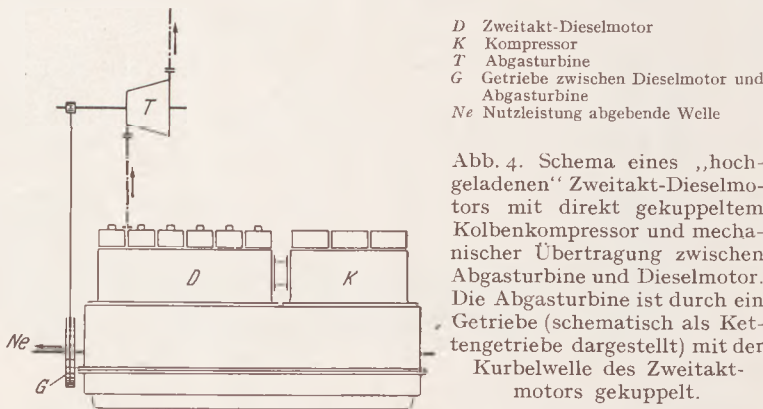 D Zweitakt-Dieselmotor
K Kompressor
T Abgasturbine
G Getriebe zwischen Dieselmotor und
Abgasturbine
Ne Nutzleistung abgebende Welle
Abb. 4. Schema eines „hoch-
geladenen“ Zweitakt-Dieselmo-
tors mit direkt gekuppeltem
Kolbenkompressor und mecha-
nischer Übertragung zwischen
Abgasturbine und Dieselmotor.
Die Abgasturbine ist durch ein
Getriebe (schematisch als Ket-
tengetriebe dargestellt) mit der
Kurbelwelle des Zweitakt-
motors gekuppelt.
T
D
K
Ne
G